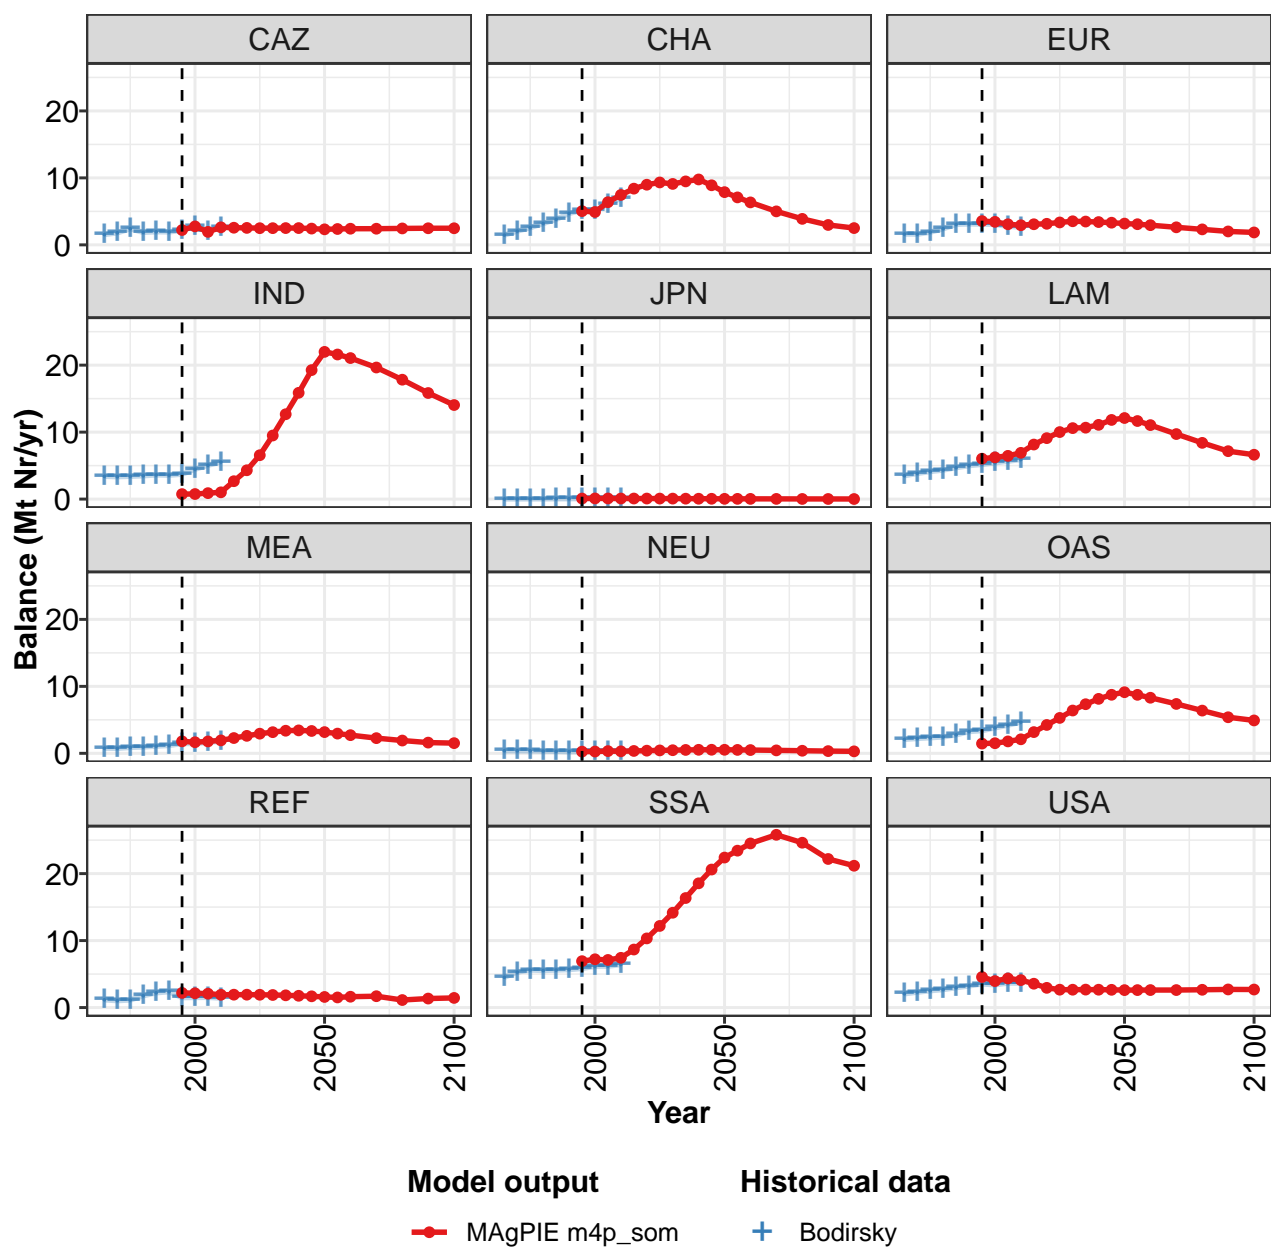 CAZ CHA EUR
20
10
0
IND JPN LAM
20
10
0
MEA NEU OAS
20
10
0
REF SSA USA
20
10
0
Balance (Mt Nr/yr)
2000 2050 2100 2000 2050 2100 2000 2050 2100
Year
Model output Historical data
MAgPIE m4p_som Bodirsky